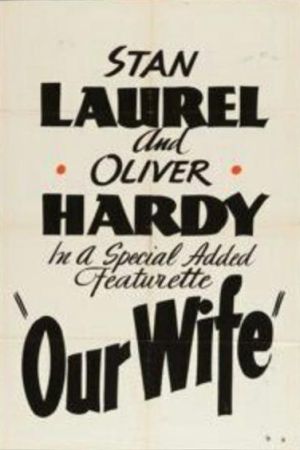 STAN
LAUREL
And
• OLIVER •
HARDY
In A Special Added
Featurette
"Our Wife"